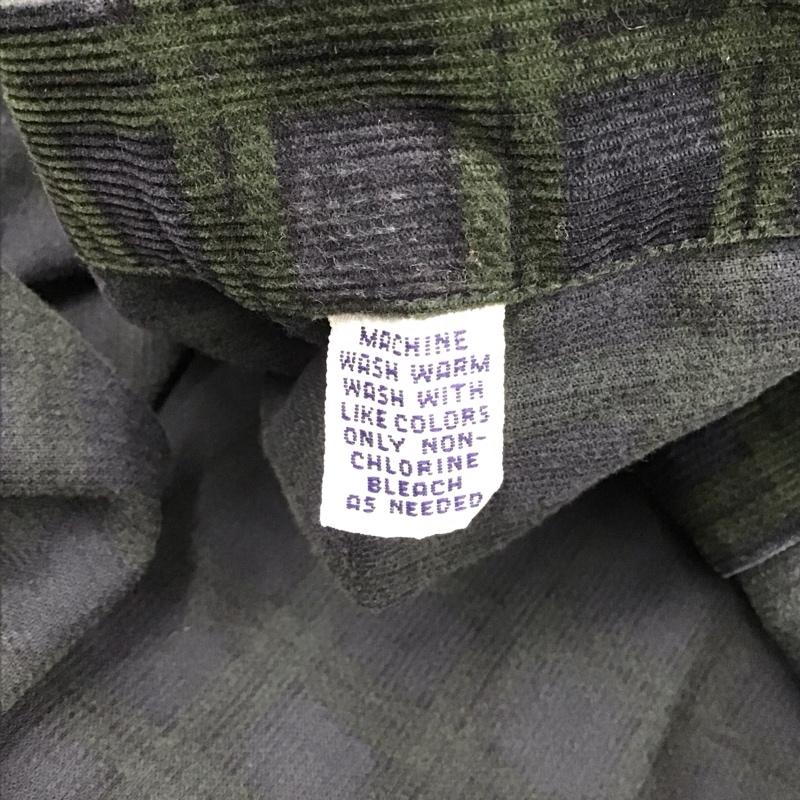 MACHINE
WASH WARM
WASH WITH
LIKE COLORS
ONLY NON-
CHLORINE
BLEACH
AS NEEDED